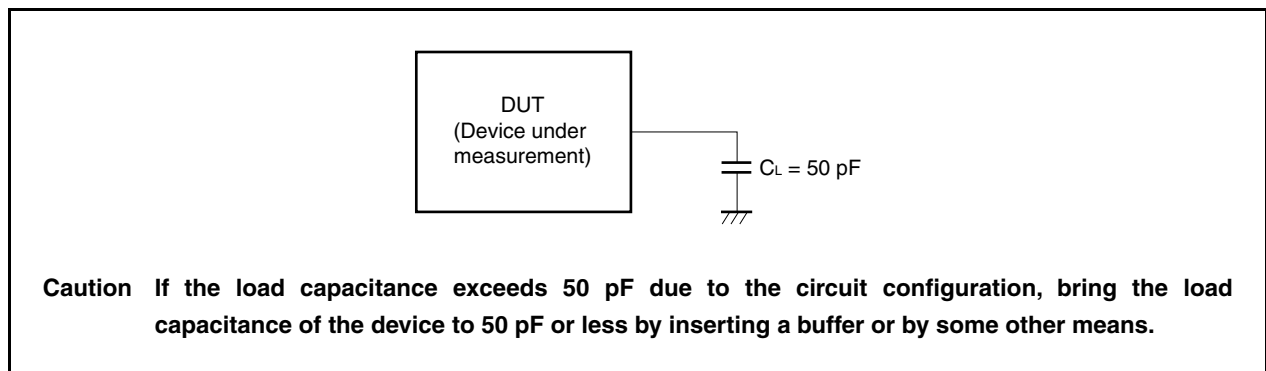 DUT
(Device under
measurement)
CL = 50 pF
Caution If the load capacitance exceeds 50 pF due to the circuit configuration, bring the load
capacitance of the device to 50 pF or less by inserting a buffer or by some other means.